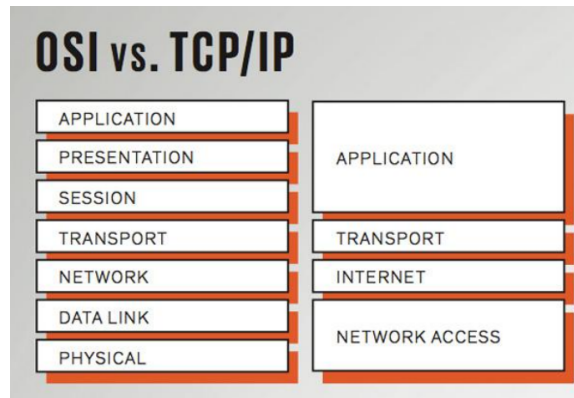 OSI vs. TCP/IP
APPLICATION
PRESENTATION
SESSION
TRANSPORT
NETWORK
DATA LINK
PHYSICAL
APPLICATION
TRANSPORT
INTERNET
NETWORK ACCESS